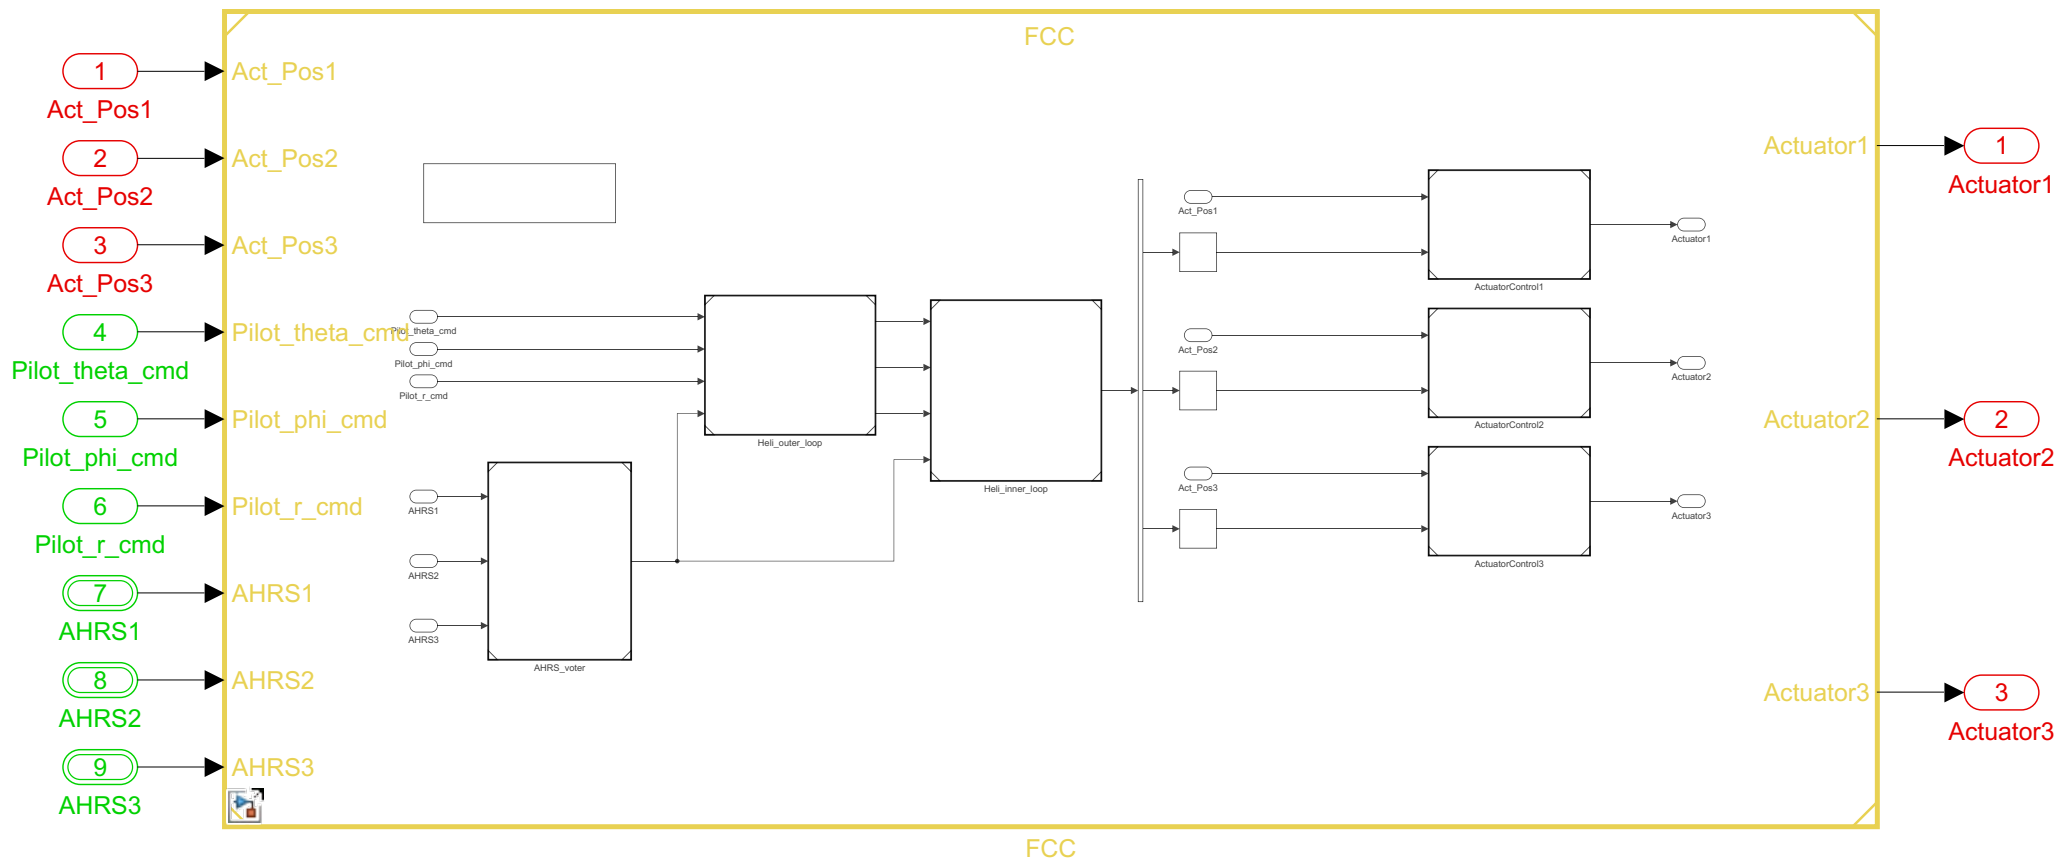 FCC
1
Act_Pos1
Act_Pos1
2
Act_Pos2
Act_Pos2
3
Act_Pos3
Act_Pos3
4
Pilot_theta_cmd
Pilot_theta_cmd
5
Pilot_phi_cmd
Pilot_phi_cmd
6
Pilot_r_cmd
Pilot_r_cmd
7
AHRS1
AHRS1
8
AHRS2
AHRS2
9
AHRS3
AHRS3
Pilot_theta_cmd
Pilot_phi_cmd
Pilot_r_cmd
AHRS1
AHRS2
AHRS3
AHRS_voter
Heli_outer_loop
Heli_inner_loop
Act_Pos1
ActuatorControl1
Actuator1
Act_Pos2
ActuatorControl2
Actuator2
Act_Pos3
ActuatorControl3
Actuator3
Actuator1
1
Actuator1
Actuator2
2
Actuator2
Actuator3
3
Actuator3
FCC